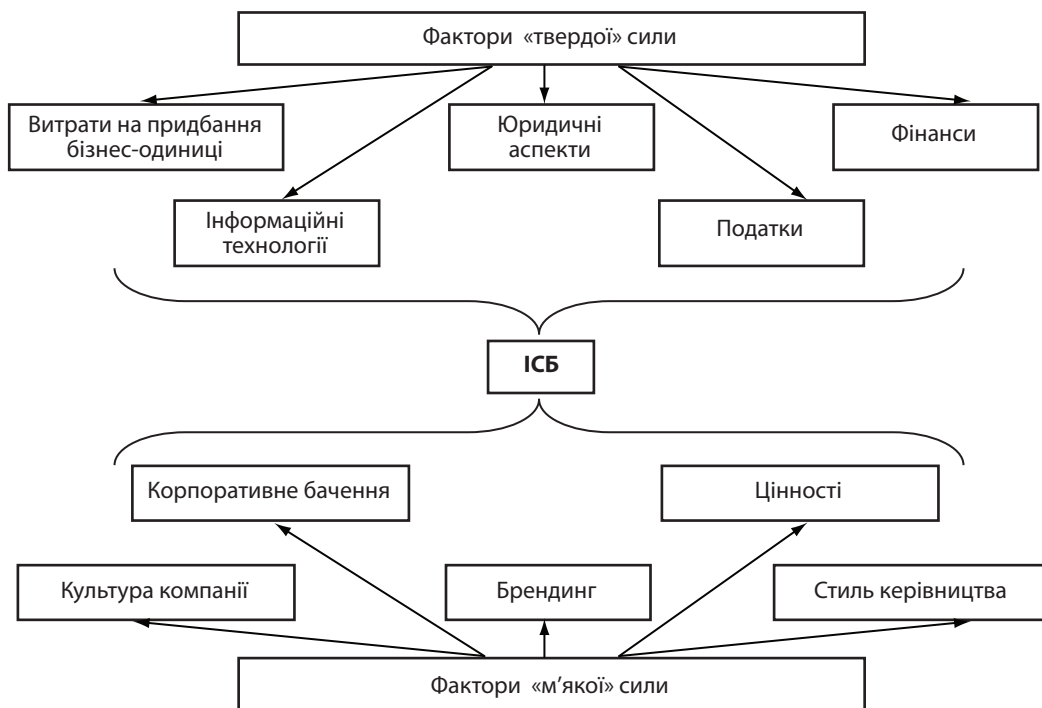 Фактори «твердої» сили
Витрати на придбання
бізнес-одиниці
Юридичні
аспекти
Фінанси
Інформаційні
технології
Податки
ІСБ
Корпоративне бачення
Цінності
Культура компанії
Брендинг
Стиль керівництва
Фактори «м’якої» сили